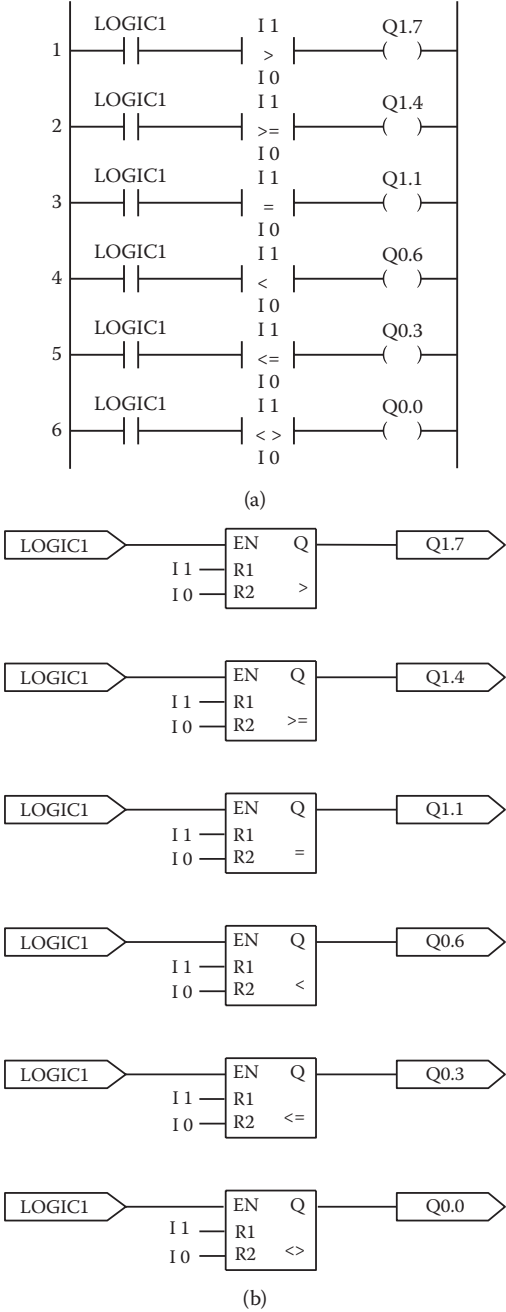 LOGIC1 I 1 Q1.7
1 > ( )
I 0
LOGIC1 I 1 Q1.4
2 >= ( )
I 0
LOGIC1 I 1 Q1.1
3 = ( )
I 0
LOGIC1 I 1 Q0.6
4 < ( )
I 0
LOGIC1 I 1 Q0.3
5 <= ( )
I 0
LOGIC1 I 1 Q0.0
6 < > ( )
I 0
(a)
LOGIC1 EN Q Q1.7
I 1 R1
I 0 R2 >
LOGIC1 EN Q Q1.4
I 1 R1
I 0 R2 >=
LOGIC1 EN Q Q1.1
I 1 R1
I 0 R2 =
LOGIC1 EN Q Q0.6
I 1 R1
I 0 R2 <
LOGIC1 EN Q Q0.3
I 1 R1
I 0 R2 <=
LOGIC1 EN Q Q0.0
I 1 R1
I 0 R2 <>
(b)